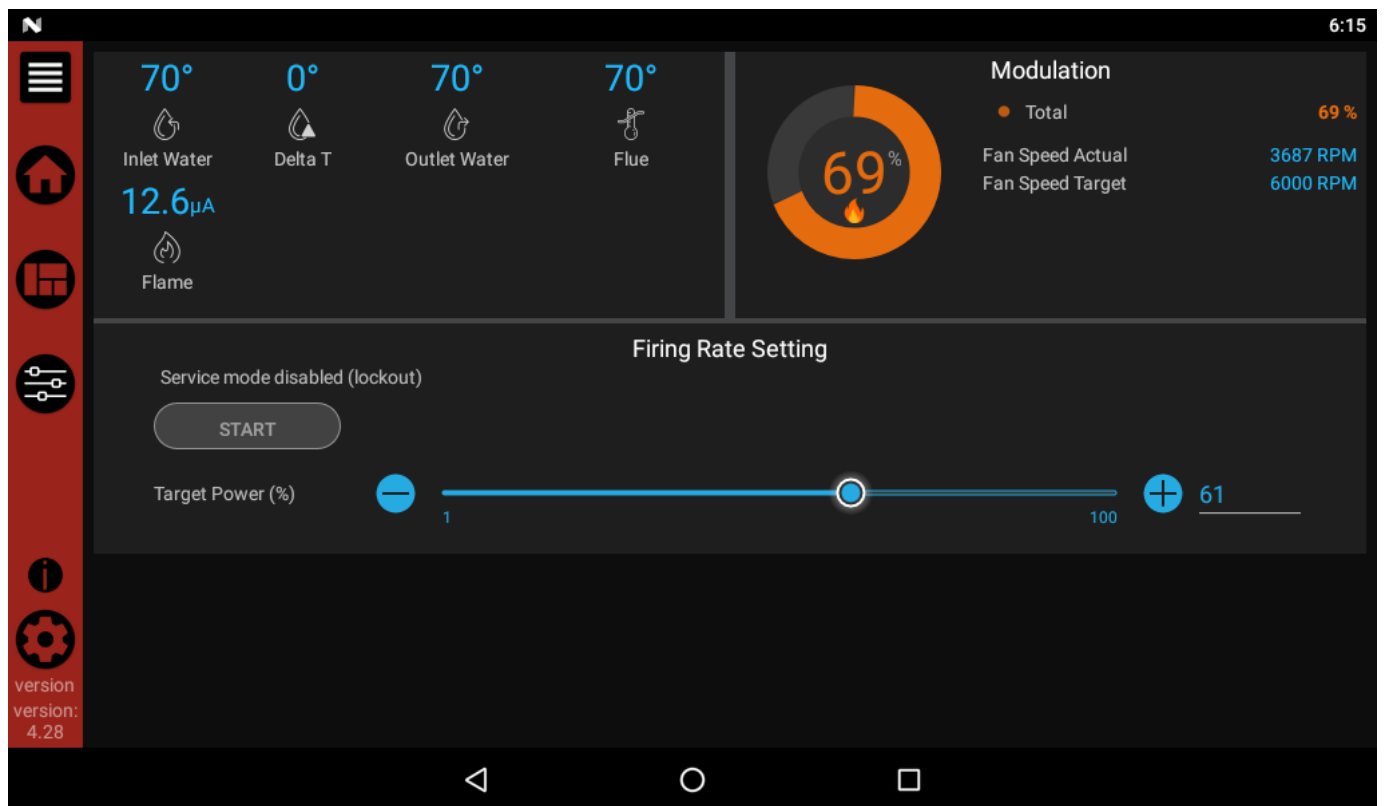 6:15
70° 0° 70° 70°
Inlet Water Delta T Outlet Water Flue
12.6µA
Flame
Modulation
69%
Total 69 %
Fan Speed Actual 3687 RPM
Fan Speed Target 6000 RPM
Firing Rate Setting
Service mode disabled (lockout)
START
Target Power (%) 61
1 100
version
version:
4.28